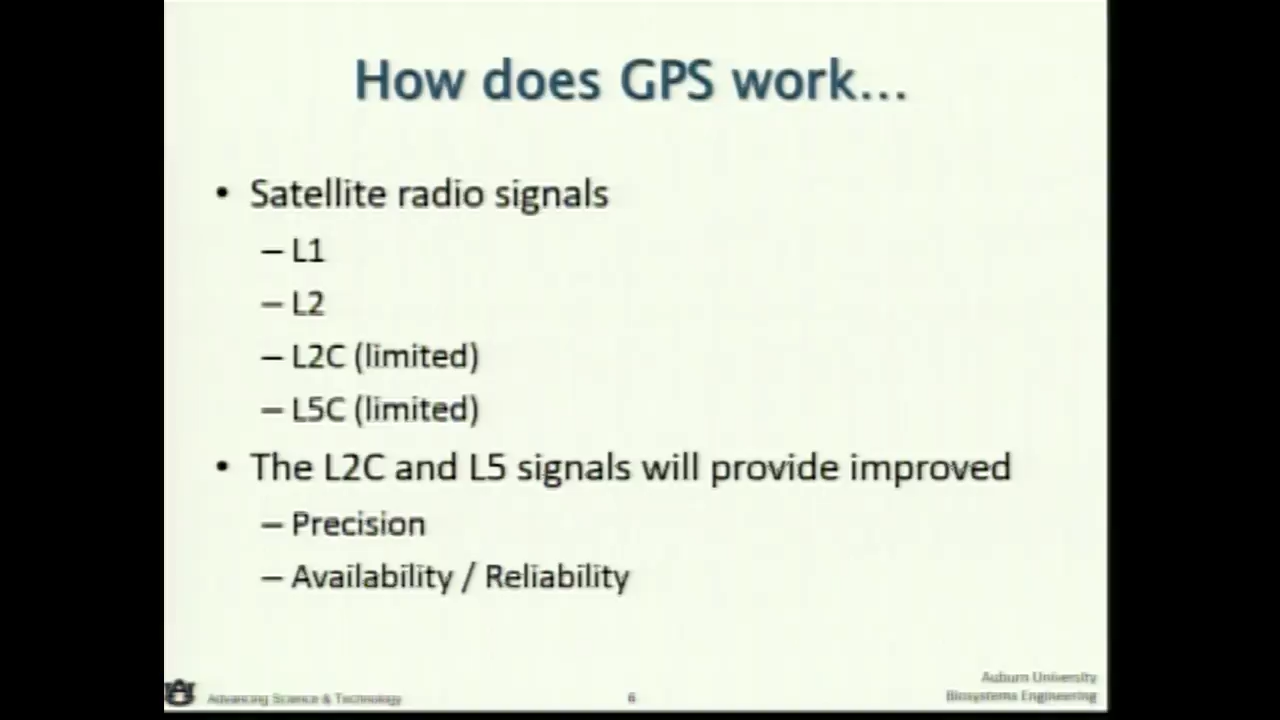 How does GPS work...
• Satellite radio signals
– L1
– L2
– L2C (limited)
– L5C (limited)
• The L2C and L5 signals will provide improved
– Precision
– Availability / Reliability
Advancing Science & Technology
6
Auburn University
Biosystems Engineering